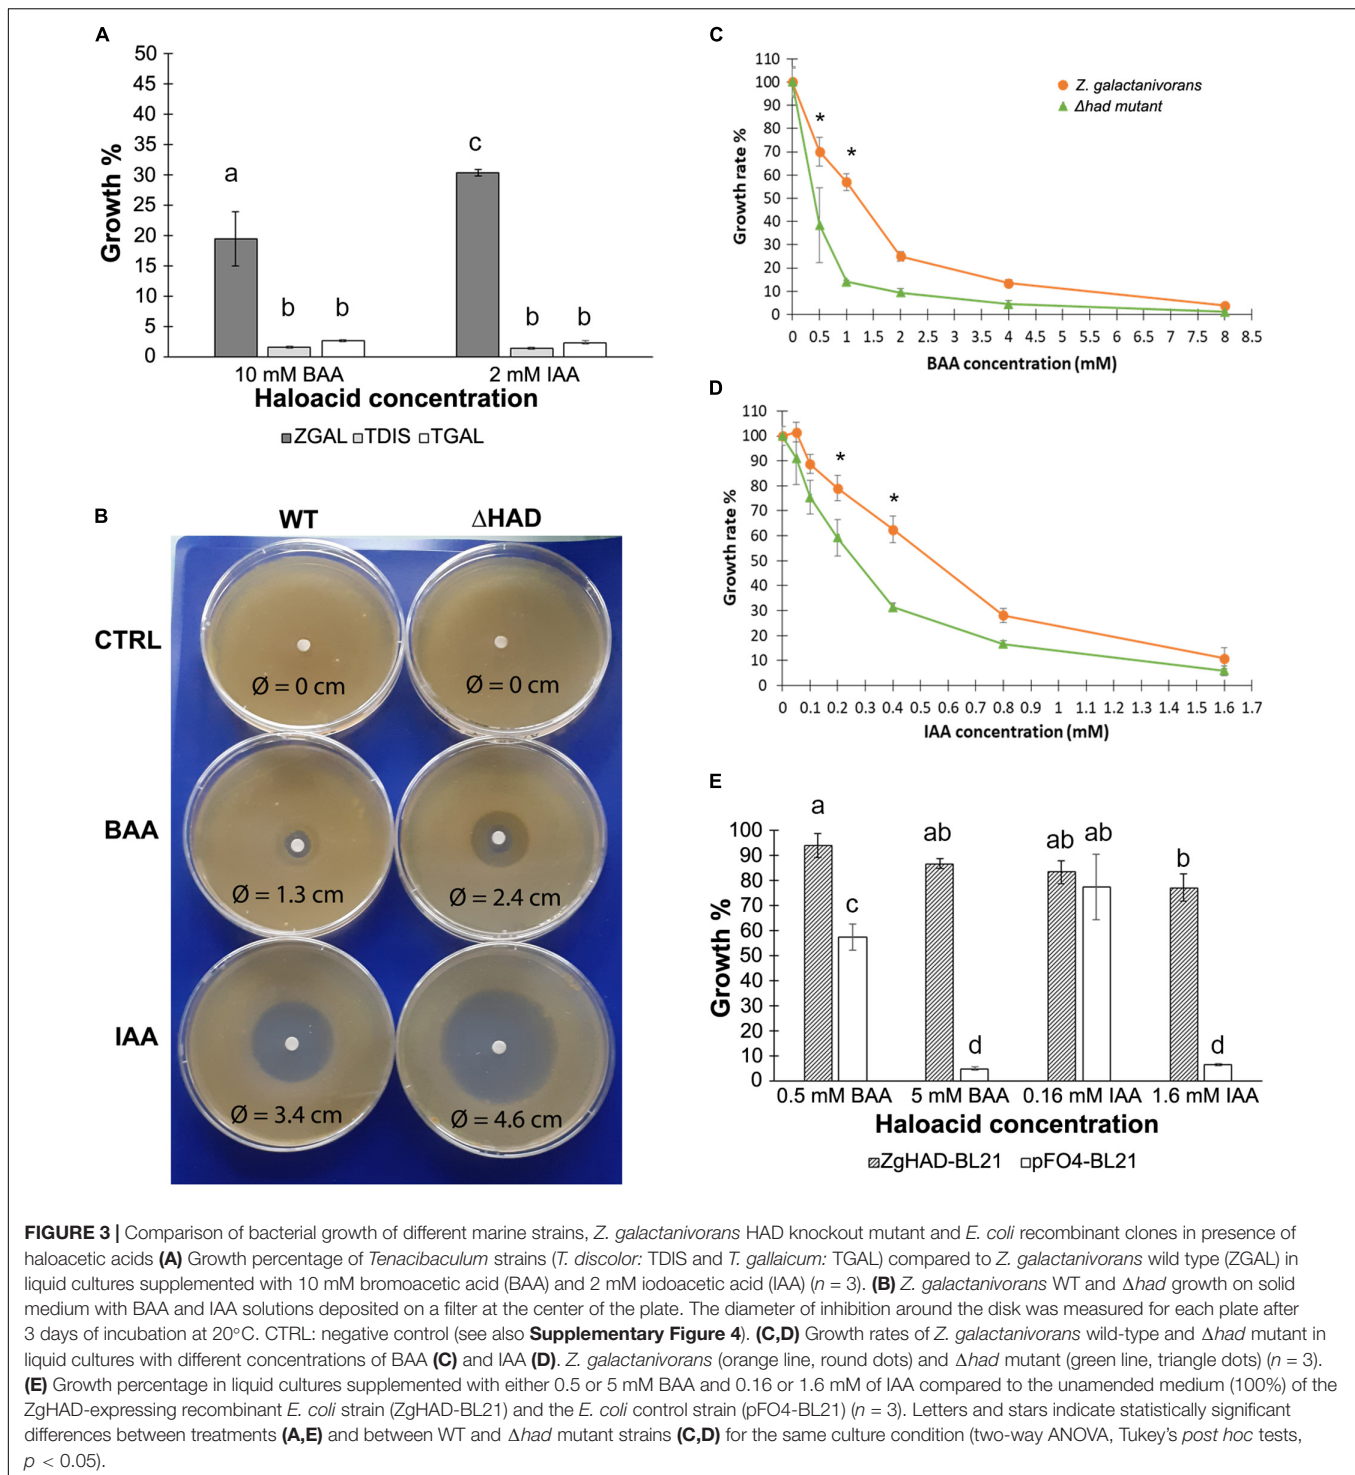 A
50
45
40
35
30
25
20
15
10
5
0
Growth %
a
b
b
c
b
b
10 mM BAA
2 mM IAA
Haloacid concentration
ZGAL TDIS TGAL
B
WT ΔHAD
CTRL
Ø = 0 cm Ø = 0 cm
BAA
Ø = 1.3 cm Ø = 2.4 cm
IAA
Ø = 3.4 cm Ø = 4.6 cm
C
110
100
90
80
70
60
50
40
30
20
10
0
Growth rate %
Z. galactanivorans
Δhad mutant
*
*
0 0.5 1 1.5 2 2.5 3 3.5 4 4.5 5 5.5 6 6.5 7 7.5 8 8.5
BAA concentration (mM)
D
110
100
90
80
70
60
50
40
30
20
10
0
Growth rate %
*
*
0 0.1 0.2 0.3 0.4 0.5 0.6 0.7 0.8 0.9 1 1.1 1.2 1.3 1.4 1.5 1.6 1.7
IAA concentration (mM)
E
100
90
80
70
60
50
40
30
20
10
0
Growth %
a
c
ab
d
ab
ab
b
d
0.5 mM BAA 5 mM BAA 0.16 mM IAA 1.6 mM IAA
Haloacid concentration
ZgHAD-BL21 pFO4-BL21
FIGURE 3 | Comparison of bacterial growth of different marine strains, Z. galactanivorans HAD knockout mutant and E. coli recombinant clones in presence of
haloacetic acids (A) Growth percentage of Tenacibaculum strains (T. discolor: TDIS and T. gallaicum: TGAL) compared to Z. galactanivorans wild type (ZGAL) in
liquid cultures supplemented with 10 mM bromoacetic acid (BAA) and 2 mM iodoacetic acid (IAA) (n = 3). (B) Z. galactanivorans WT and Δhad growth on solid
medium with BAA and IAA solutions deposited on a filter at the center of the plate. The diameter of inhibition around the disk was measured for each plate after
3 days of incubation at 20°C. CTRL: negative control (see also Supplementary Figure 4). (C,D) Growth rates of Z. galactanivorans wild-type and Δhad mutant in
liquid cultures with different concentrations of BAA (C) and IAA (D). Z. galactanivorans (orange line, round dots) and Δhad mutant (green line, triangle dots) (n = 3).
(E) Growth percentage in liquid cultures supplemented with either 0.5 or 5 mM BAA and 0.16 or 1.6 mM of IAA compared to the unamended medium (100%) of the
ZgHAD-expressing recombinant E. coli strain (ZgHAD-BL21) and the E. coli control strain (pFO4-BL21) (n = 3). Letters and stars indicate statistically significant
differences between treatments (A,E) and between WT and Δhad mutant strains (C,D) for the same culture condition (two-way ANOVA, Tukey's post hoc tests,
p < 0.05).